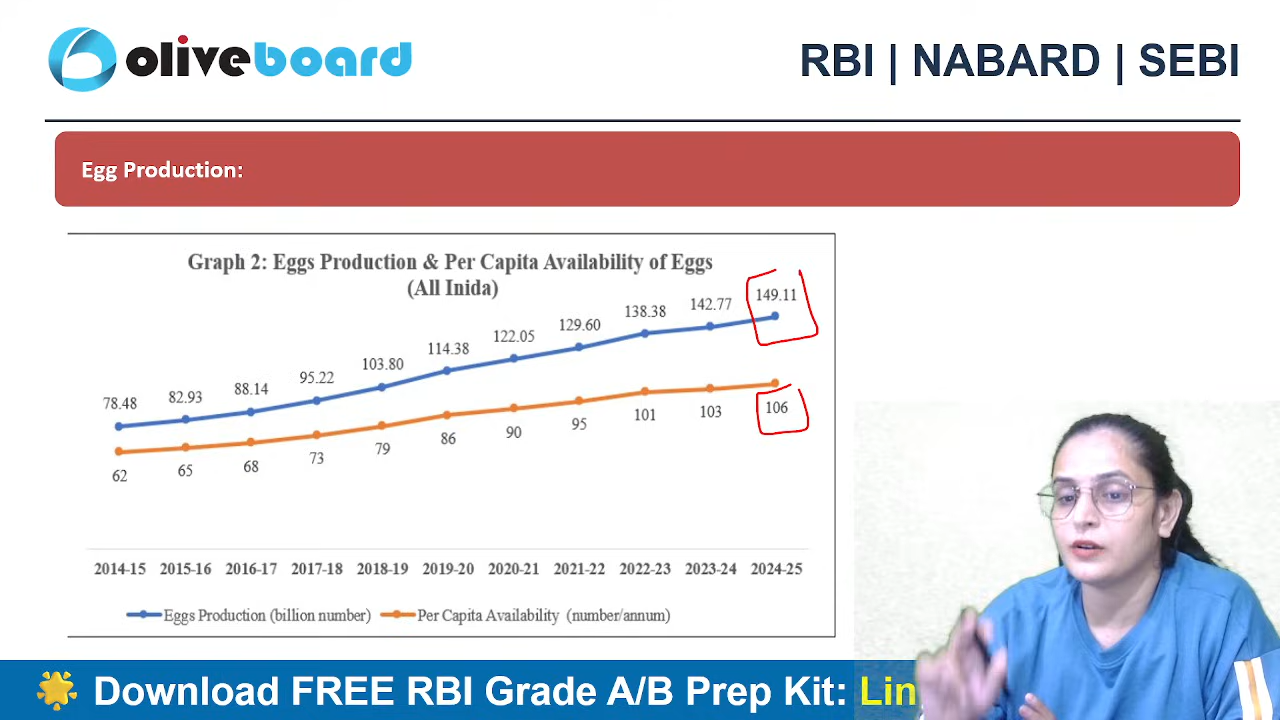 oliveboard
RBI | NABARD | SEBI
Egg Production:
Graph 2: Eggs Production & Per Capita Availability of Eggs
(All Inida)
78.48 82.93 88.14 95.22 103.80 114.38 122.05 129.60 138.38 142.77 149.11
62 65 68 73 79 86 90 95 101 103 106
2014-15 2015-16 2016-17 2017-18 2018-19 2019-20 2020-21 2021-22 2022-23 2023-24 2024-25
Eggs Production (billion number) Per Capita Availability (number/annum)
Download FREE RBI Grade A/B Prep Kit: Lin